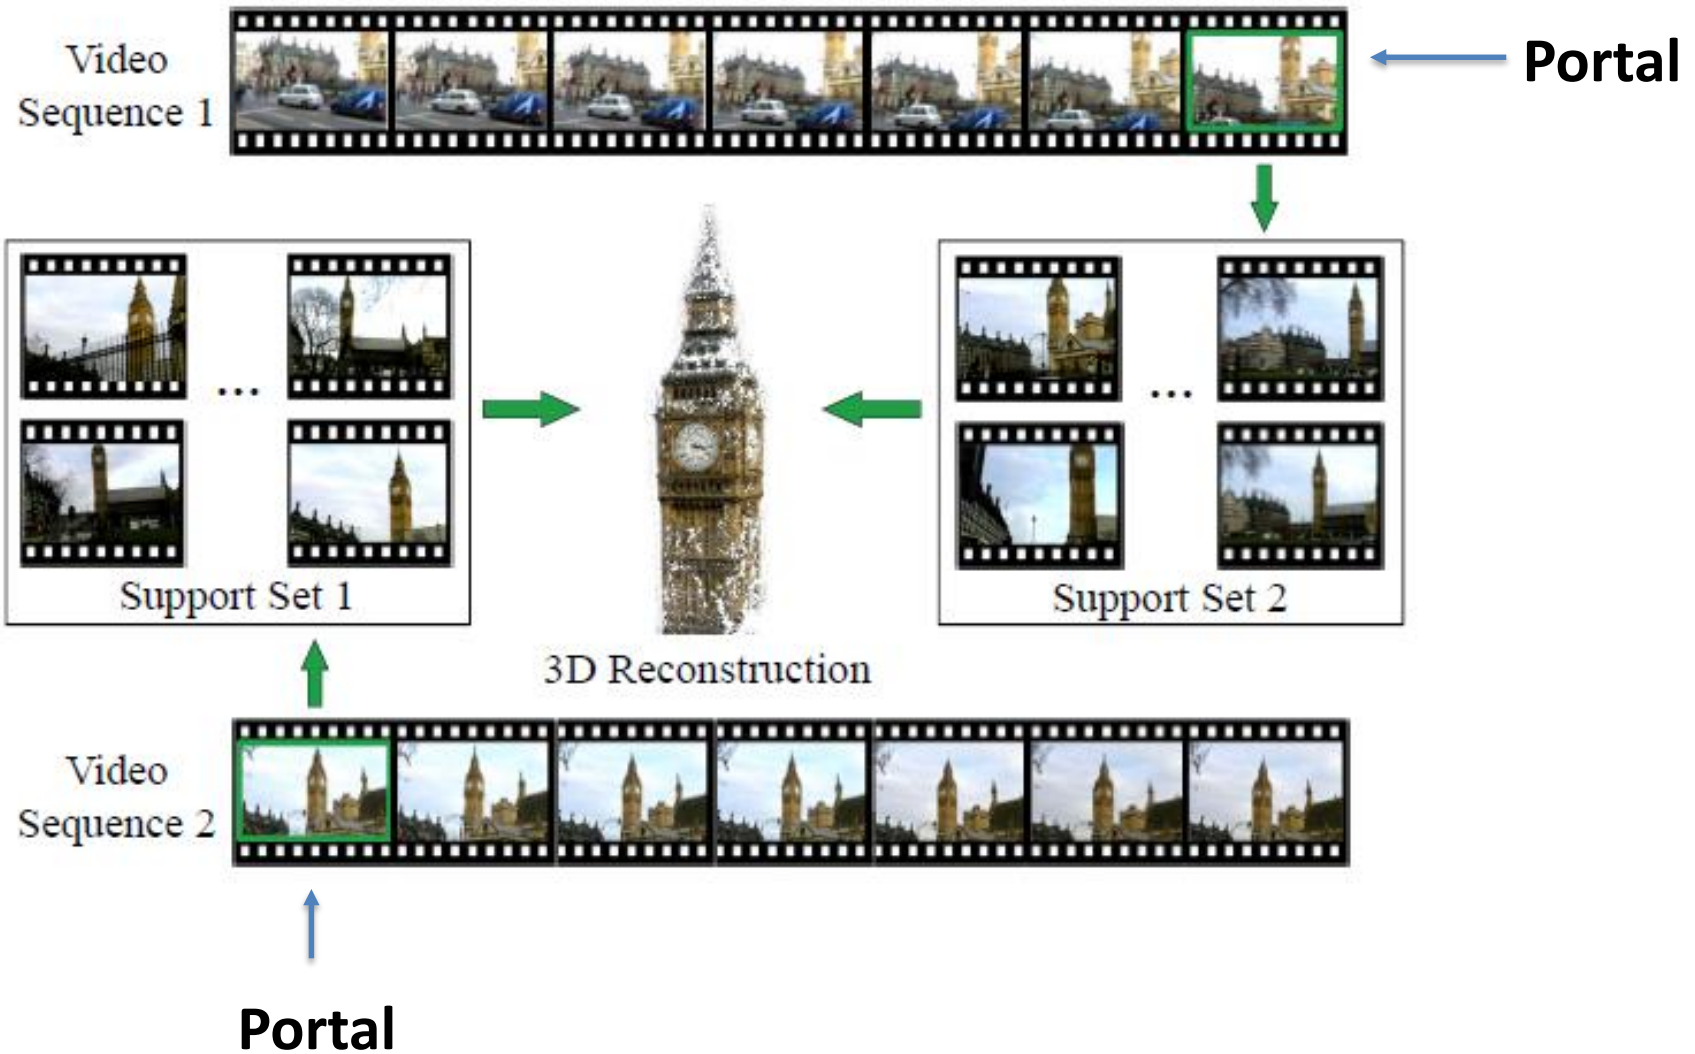 Video
Sequence 1
Portal
...
Support Set 1
...
Support Set 2
3D Reconstruction
Video
Sequence 2
Portal